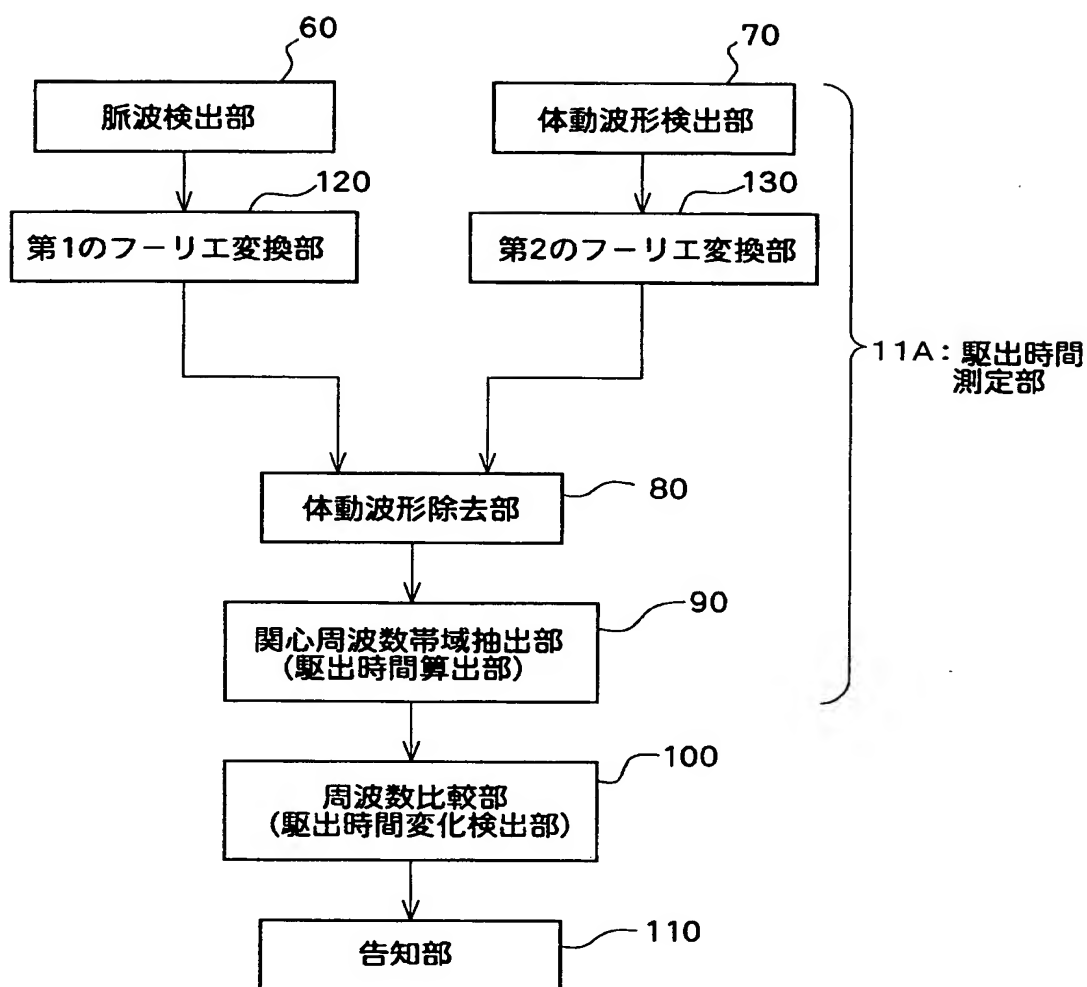 60
70
脈波検出部
体動波形検出部
120
130
第1のフーリエ変換部
第2のフーリエ変換部
11A:駆出時間
測定部
80
体動波形除去部
90
関心周波数帯域抽出部
(駆出時間算出部)
100
周波数比較部
(駆出時間変化検出部)
110
告知部